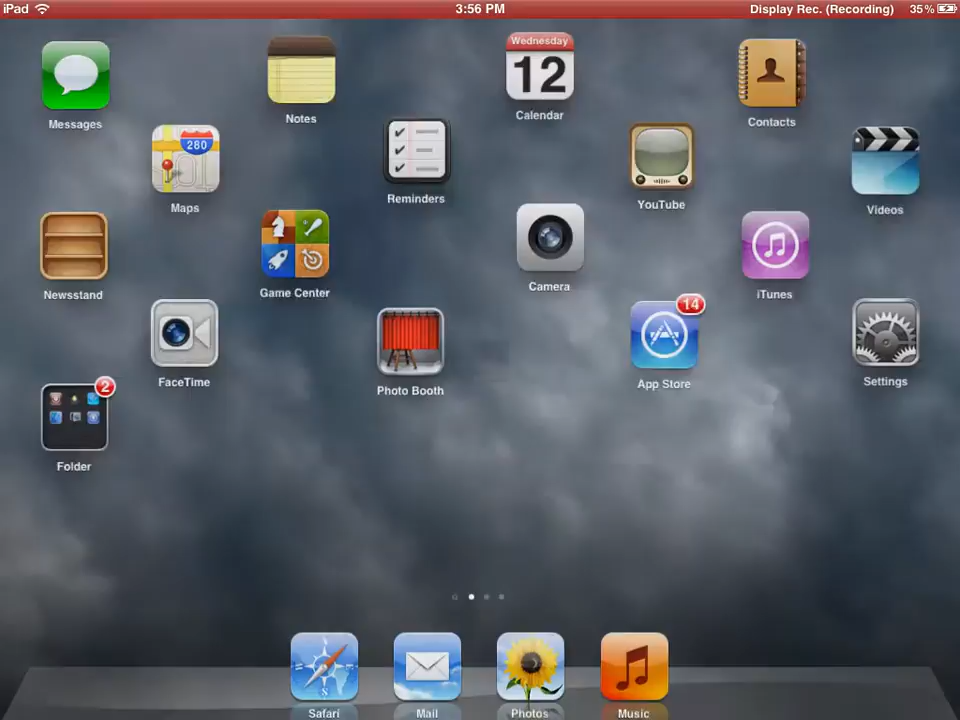 iPad 3:56 PM Display Rec. (Recording) 35%
Wednesday
12
Messages
Notes
Calendar
Contacts
280
Maps
Reminders
YouTube
Videos
Newsstand
Game Center
Camera
iTunes
14
FaceTime
Photo Booth
App Store
Settings
2
Folder
Safari
Mail
Photos
Music